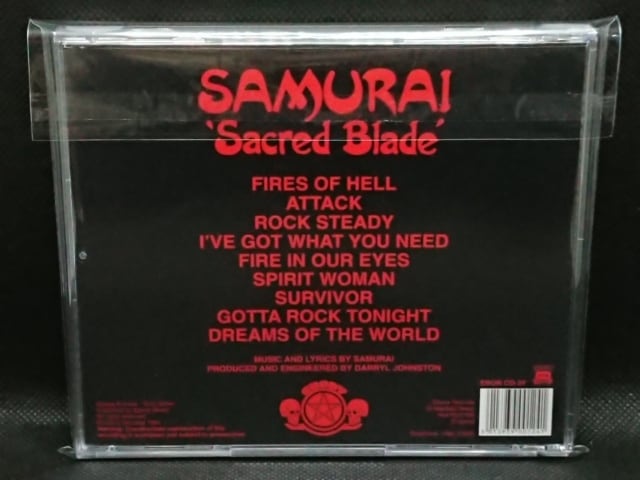 SAMURAI
'Sacred Blade'
FIRES OF HELL
ATTACK
ROCK STEADY
I'VE GOT WHAT YOU NEED
FIRE IN OUR EYES
SPIRIT WOMAN
SURVIVOR
GOTTA ROCK TONIGHT
DREAMS OF THE WORLD
MUSIC AND LYRICS BY SAMURAI
PRODUCED AND ENGINEERED BY DARRYL JOHNSTON